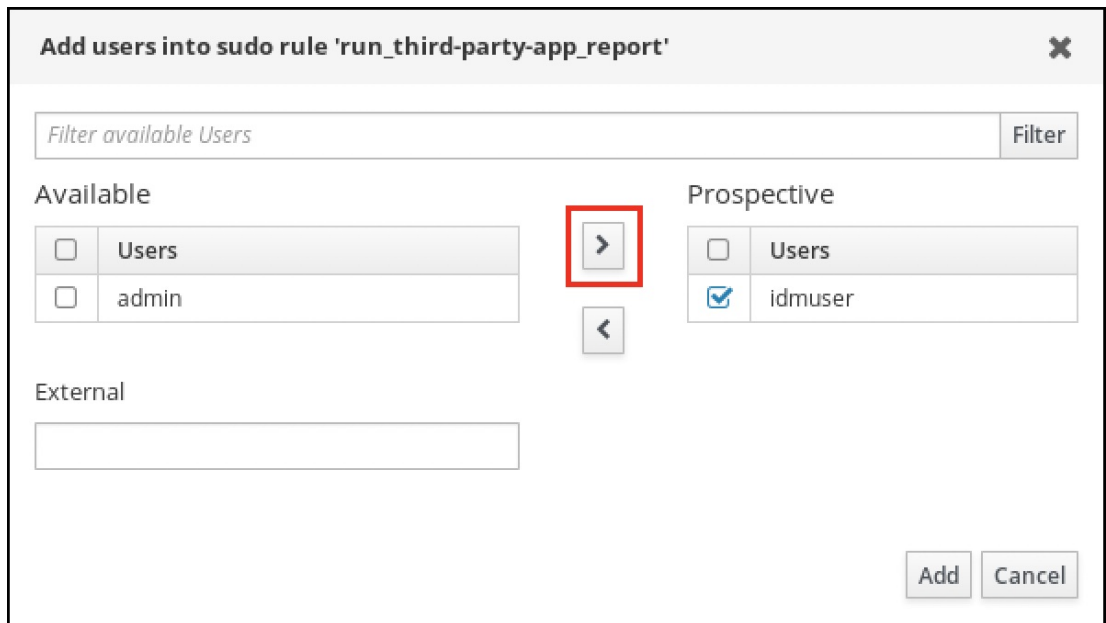 Add users into sudo rule 'run_third-party-app_report'
Filter available Users
Filter
Available
Prospective
Users
Users
admin
idmuser
External
Add
Cancel